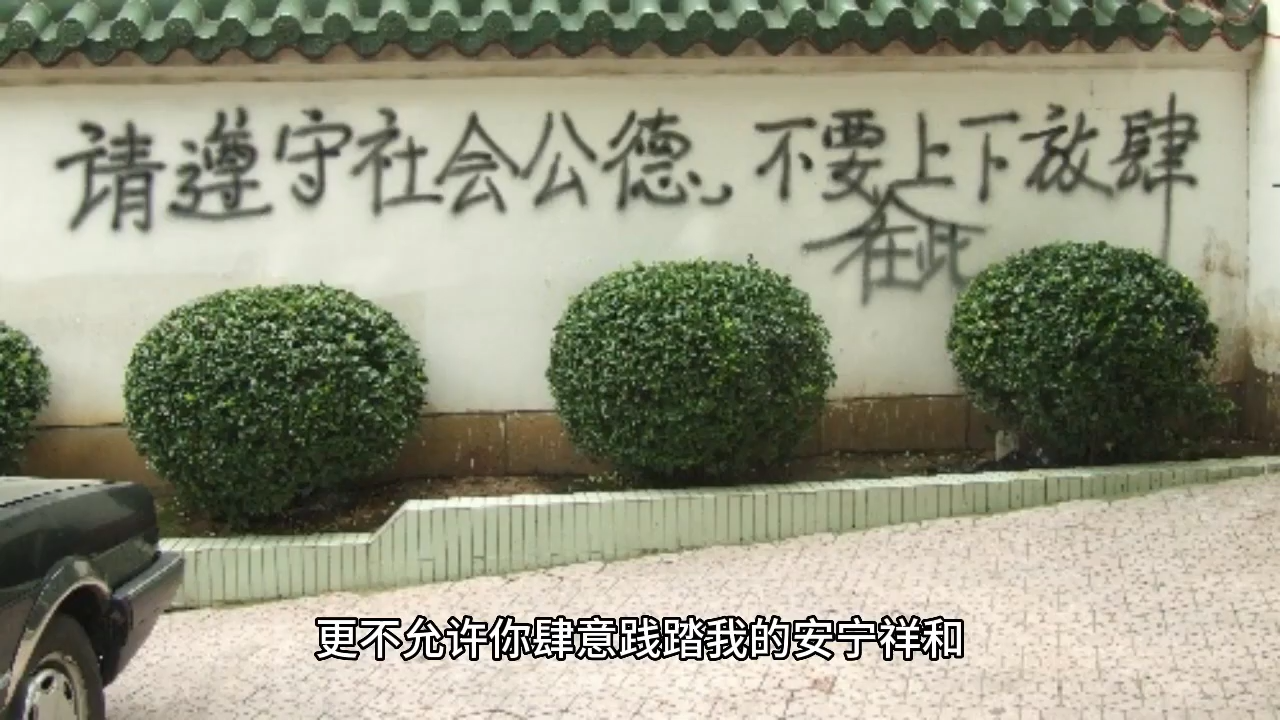 请遵守社会公德，不要上下放肆
在此
更不允许你肆意践踏我的安宁祥和